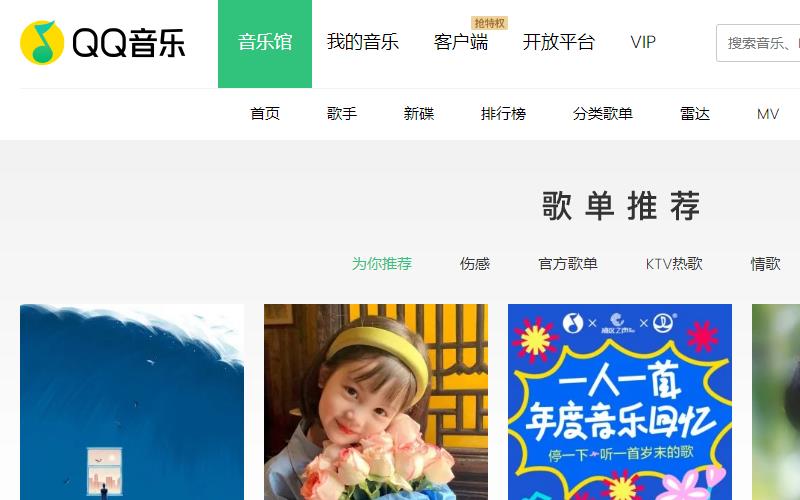 QQ音乐
音乐馆
我的音乐
客户端
抢特权
开放平台
VIP
搜索音乐、
首页
歌手
新碟
排行榜
分类歌单
雷达
MV
歌单推荐
为你推荐
伤感
官方歌单
KTV热歌
情歌
一人一首
年度音乐回忆
停一下 听一首岁末的歌